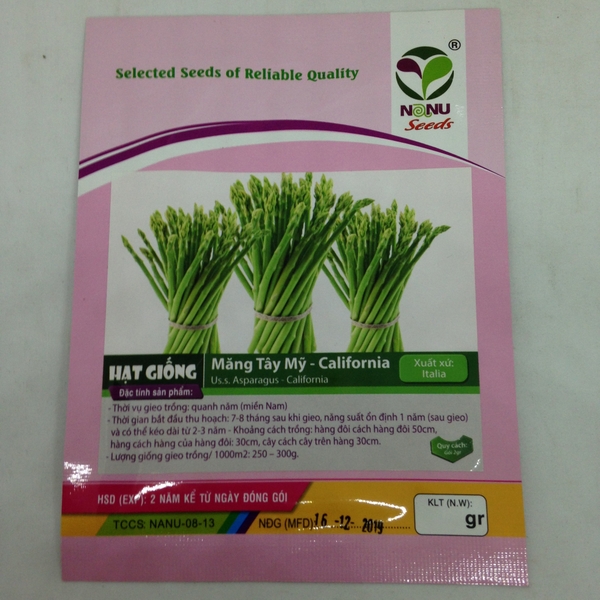 Selected Seeds of Reliable Quality
®
NANU
Seeds
HẠT GIỐNG
Măng Tây Mỹ - California
Us.s. Asparagus - California
Xuất xứ:
Italia
Đặc tính sản phẩm:
- Thời vụ gieo trồng: quanh năm (miền Nam)
- Thời gian bắt đầu thu hoạch: 7-8 tháng sau khi gieo, năng suất ổn định 1 năm (sau gieo)
và có thể kéo dài từ 2-3 năm - Khoảng cách trồng: hàng đôi cách hàng đôi 50cm,
hàng cách hàng của hàng đôi: 30cm, cây cách cây trên hàng 30cm.
- Lượng giống gieo trồng/ 1000m2: 250 – 300g.
Quy cách:
Gói 2gr
HSD (EXP): 2 NĂM KỂ TỪ NGÀY ĐÓNG GÓI
TCCS: NANU-08-13
NĐG (MFD) 16 -12- 2014
KLT (N.W):
gr